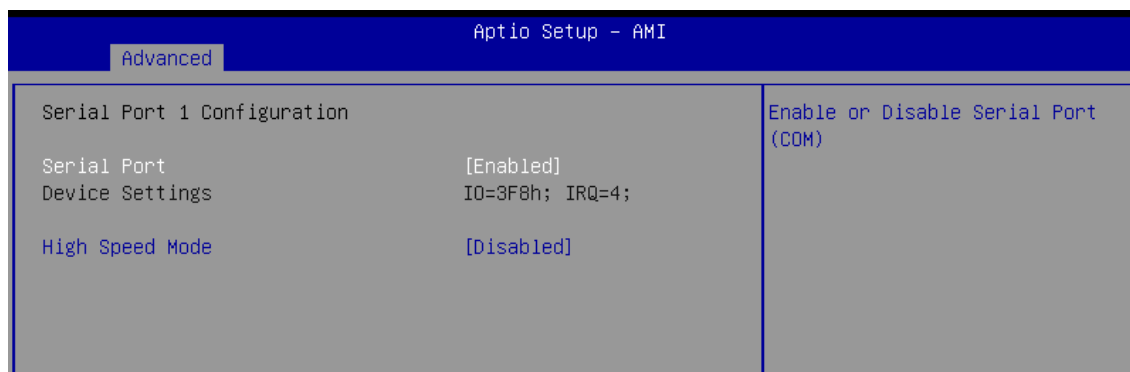 Aptio Setup – AMI
Advanced
Serial Port 1 Configuration
Serial Port [Enabled]
Device Settings IO=3F8h; IRQ=4;
High Speed Mode [Disabled]
Enable or Disable Serial Port
(COM)